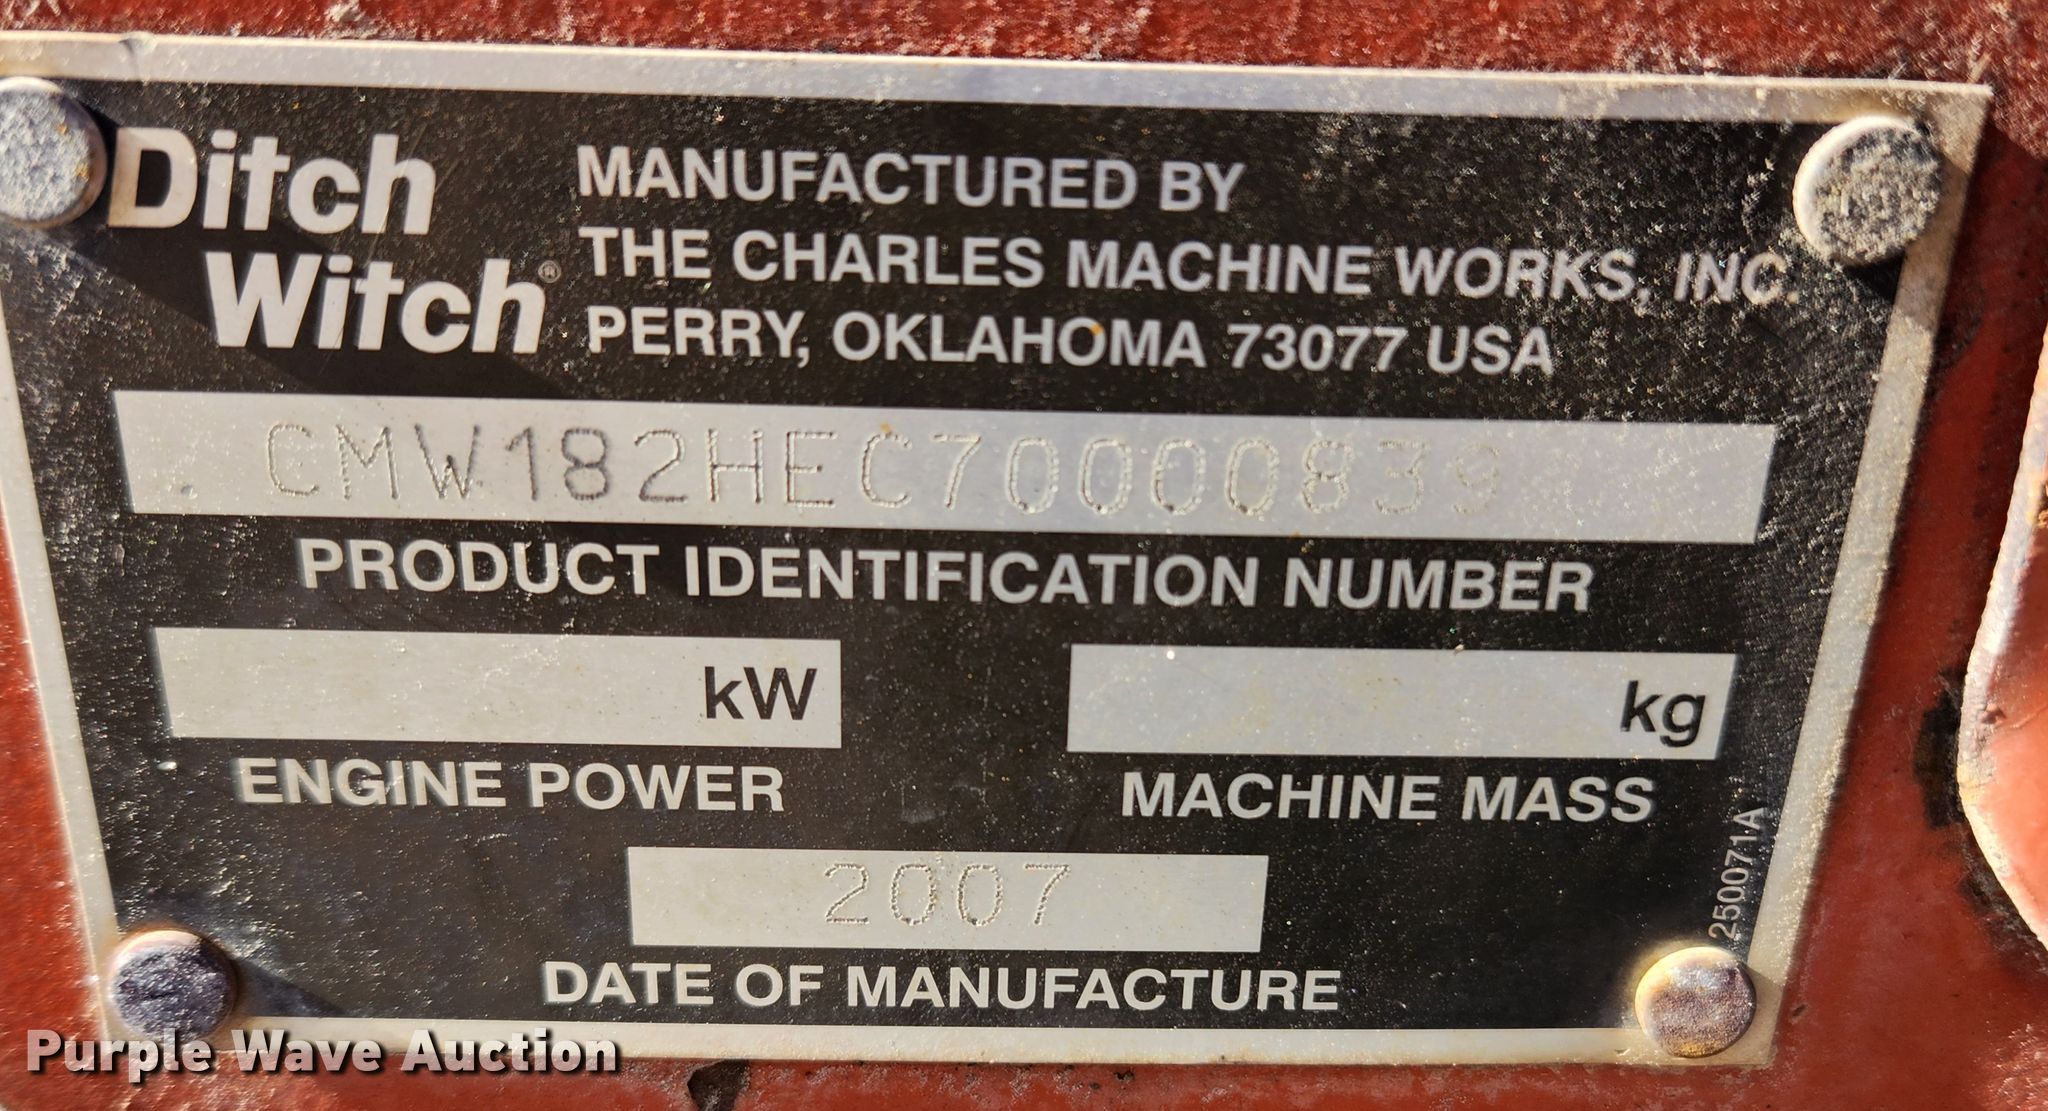 Ditch
Witch®
MANUFACTURED BY
THE CHARLES MACHINE WORKS, INC.
PERRY, OKLAHOMA 73077 USA
CMW182HEC70000839
PRODUCT IDENTIFICATION NUMBER
kW
kg
ENGINE POWER
MACHINE MASS
2007
DATE OF MANUFACTURE
250071A
Purple Wave Auction